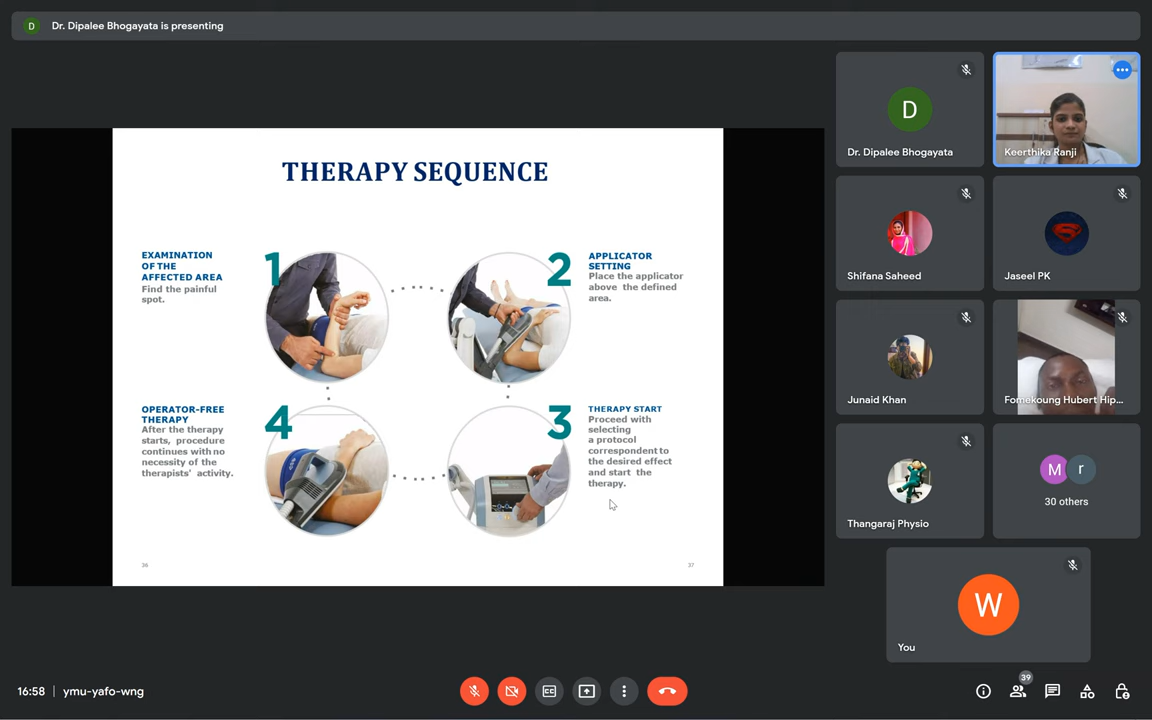 D
Dr. Dipalee Bhogayata is presenting
THERAPY SEQUENCE
EXAMINATION
OF THE
AFFECTED AREA
Find the painful
spot.
1
2
APPLICATOR
SETTING
Place the applicator
above the defined
area.
OPERATOR-FREE
THERAPY
After the therapy
starts, procedure
continues with no
necessity of the
therapists' activity.
4
3
THERAPY START
Proceed with
selecting
a protocol
correspondent to
the desired effect
and start the
therapy.
36
37
D
Dr. Dipalee Bhogayata
Keerthika Ranji
Shifana Saheed
Jaseel PK
Junaid Khan
Fomekoung Hubert Hip...
Thangaraj Physio
M
r
30 others
W
You
16:58
ymu-yafo-wng
CC
39